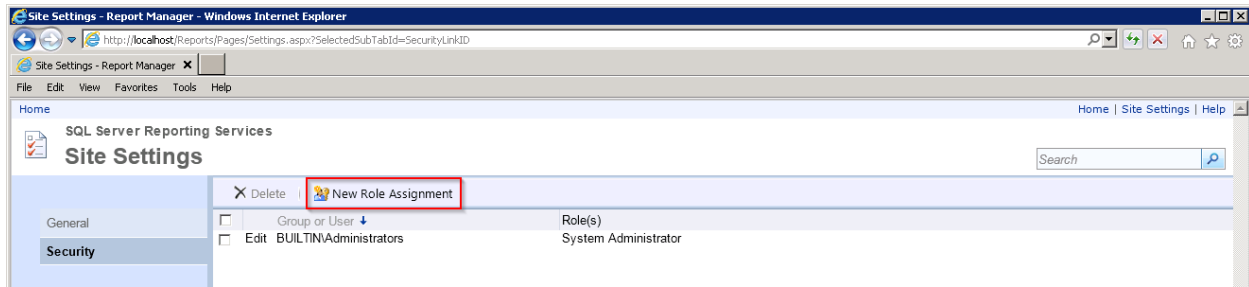 Site Settings - Report Manager - Windows Internet Explorer
http://localhost/Reports/Pages/Settings.aspx?SelectedSubTabId=SecurityLinkID
Site Settings - Report Manager
File Edit View Favorites Tools Help
Home Home | Site Settings | Help
SQL Server Reporting Services
Site Settings
Search
Delete | New Role Assignment
General
Security
Group or User Role(s)
Edit BUILTIN\Administrators System Administrator